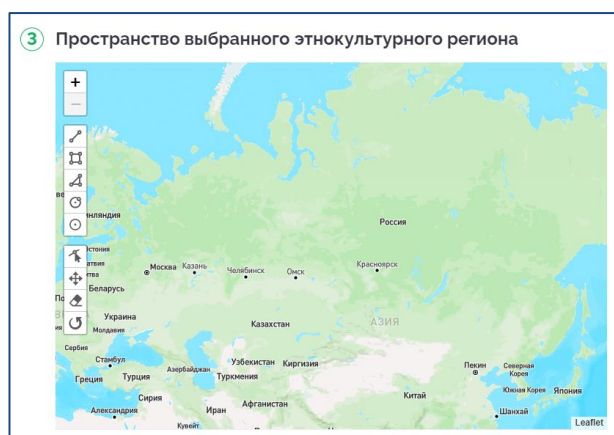 3 Пространство выбранного этнокультурного региона
+
−
Россия
Эстония
Москва
Казань
Челябинск
Омск
Красноярск
Беларусь
Украина
Казахстан
АЗИЯ
Молдавия
Сербия
Стамбул
Азербайджан
Узбекистан
Киргизия
Пекин
Северная
Корея
Греция
Турция
Туркмения
Китай
Южная Корея
Япония
Сирия
Александрия
Иран
Афганистан
Шанхай
Кувейт
Leaflet